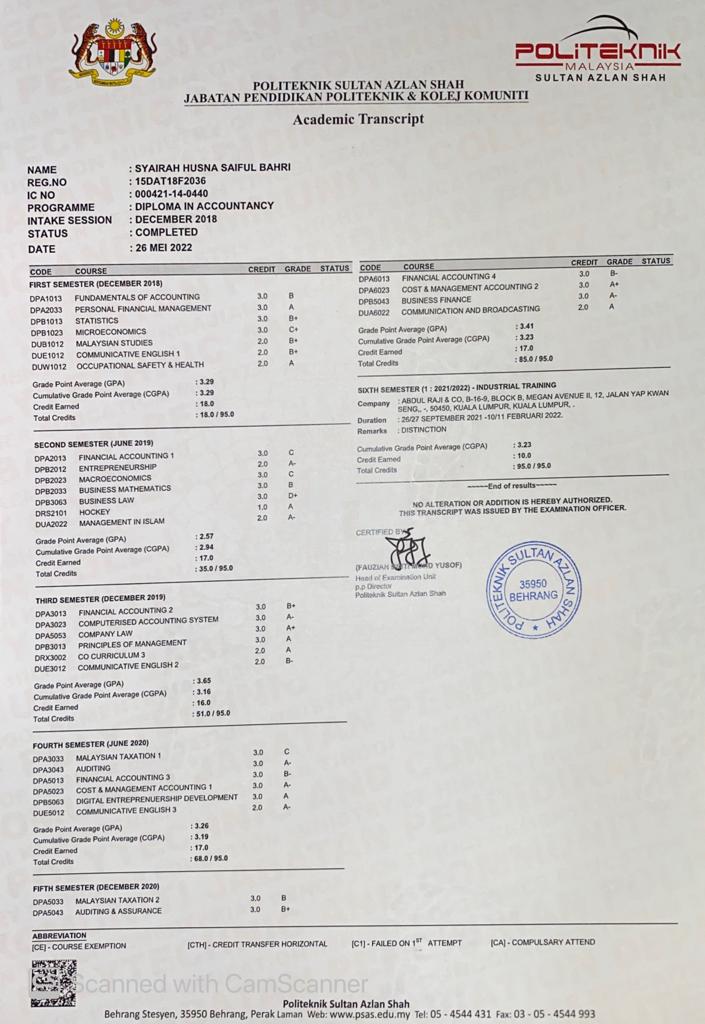 POLITEKNIK
MALAYSIA
SULTAN AZLAN SHAH
POLITEKNIK SULTAN AZLAN SHAH
JABATAN PENDIDIKAN POLITEKNIK & KOLEJ KOMUNITI
Academic Transcript
NAME : SYAIRAH HUSNA SAIFUL BAHRI
REG.NO : 15DAT18F2036
IC NO : 000421-14-0440
PROGRAMME : DIPLOMA IN ACCOUNTANCY
INTAKE SESSION : DECEMBER 2018
STATUS : COMPLETED
DATE : 26 MEI 2022
CODE COURSE CREDIT GRADE STATUS
FIRST SEMESTER (DECEMBER 2018)
DPA1013 FUNDAMENTALS OF ACCOUNTING 3.0 B
DPA2033 PERSONAL FINANCIAL MANAGEMENT 3.0 A
DPB1013 STATISTICS 3.0 B+
DPB1023 MICROECONOMICS 3.0 C+
DUB1012 MALAYSIAN STUDIES 2.0 B+
DUE1012 COMMUNICATIVE ENGLISH 1 2.0 B+
DUW1012 OCCUPATIONAL SAFETY & HEALTH 2.0 A
Grade Point Average (GPA) : 3.29
Cumulative Grade Point Average (CGPA) : 3.29
Credit Earned : 18.0
Total Credits : 18.0 / 95.0
SECOND SEMESTER (JUNE 2019)
DPA2013 FINANCIAL ACCOUNTING 1 3.0 C
DPB2012 ENTREPRENEURSHIP 2.0 A-
DPB2023 MACROECONOMICS 3.0 C
DPB2033 BUSINESS MATHEMATICS 3.0 B
DPB3063 BUSINESS LAW 3.0 D+
DRS2101 HOCKEY 1.0 A
DUA2022 MANAGEMENT IN ISLAM 2.0 A-
Grade Point Average (GPA) : 2.57
Cumulative Grade Point Average (CGPA) : 2.94
Credit Earned : 17.0
Total Credits : 35.0 / 95.0
THIRD SEMESTER (DECEMBER 2019)
DPA3013 FINANCIAL ACCOUNTING 2 3.0 B+
DPA3023 COMPUTERISED ACCOUNTING SYSTEM 3.0 A-
DPA5053 COMPANY LAW 3.0 A+
DPB3013 PRINCIPLES OF MANAGEMENT 3.0 A
DRX3002 CO CURRICULUM 3 2.0 A
DUE3012 COMMUNICATIVE ENGLISH 2 2.0 B-
Grade Point Average (GPA) : 3.65
Cumulative Grade Point Average (CGPA) : 3.16
Credit Earned : 16.0
Total Credits : 51.0 / 95.0
FOURTH SEMESTER (JUNE 2020)
DPA3033 MALAYSIAN TAXATION 1 3.0 C
DPA3043 AUDITING 3.0 A-
DPA5013 FINANCIAL ACCOUNTING 3 3.0 B-
DPA5023 COST & MANAGEMENT ACCOUNTING 1 3.0 A-
DPB5063 DIGITAL ENTREPRENUERSHIP DEVELOPMENT 3.0 A
DUE5012 COMMUNICATIVE ENGLISH 3 2.0 A-
Grade Point Average (GPA) : 3.26
Cumulative Grade Point Average (CGPA) : 3.19
Credit Earned : 17.0
Total Credits : 68.0 / 95.0
FIFTH SEMESTER (DECEMBER 2020)
DPA5033 MALAYSIAN TAXATION 2 3.0 B
DPA5043 AUDITING & ASSURANCE 3.0 B+
CODE COURSE CREDIT GRADE STATUS
DPA6013 FINANCIAL ACCOUNTING 4 3.0 B-
DPA6023 COST & MANAGEMENT ACCOUNTING 2 3.0 A+
DPB5043 BUSINESS FINANCE 3.0 A-
DUA6022 COMMUNICATION AND BROADCASTING 2.0 A
Grade Point Average (GPA) : 3.41
Cumulative Grade Point Average (CGPA) : 3.23
Credit Earned : 17.0
Total Credits : 85.0 / 95.0
SIXTH SEMESTER (1 : 2021/2022) - INDUSTRIAL TRAINING
Company : ABDUL RAJI & CO, B-16-9, BLOCK B, MEGAN AVENUE II, 12, JALAN YAP KWAN
SENG, -, 50450, KUALA LUMPUR, KUALA LUMPUR, .
Duration : 26/27 SEPTEMBER 2021 -10/11 FEBRUARI 2022.
Remarks : DISTINCTION
Cumulative Grade Point Average (CGPA) : 3.23
Credit Earned : 10.0
Total Credits : 95.0 / 95.0
-----End of results-----
NO ALTERATION OR ADDITION IS HEREBY AUTHORIZED.
THIS TRANSCRIPT WAS ISSUED BY THE EXAMINATION OFFICER.
CERTIFIED BY
(FAUZIAH YUSOF)
Head of Examination Unit
p.p Director
Politeknik Sultan Azlan Shah
POLITEKNIK SULTAN AZLAN SHAH
35950
BEHRANG
ABBREVIATION
[CE] - COURSE EXEMPTION [CTH] - CREDIT TRANSFER HORIZONTAL [C1] - FAILED ON 1ST ATTEMPT [CA] - COMPULSARY ATTEND
Scanned with CamScanner
Politeknik Sultan Azlan Shah
Behrang Stesyen, 35950 Behrang, Perak Laman Web: www.psas.edu.my Tel: 05 - 4544 431 Fax: 03 - 05 - 4544 993